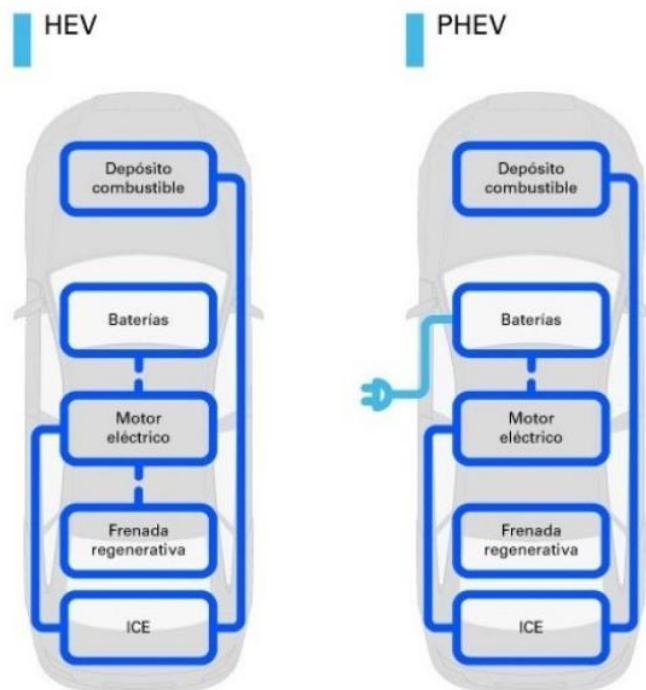 HEV
Depósito
combustible
Baterías
Motor
eléctrico
Frenada
regenerativa
ICE
PHEV
Depósito
combustible
Baterías
Motor
eléctrico
Frenada
regenerativa
ICE